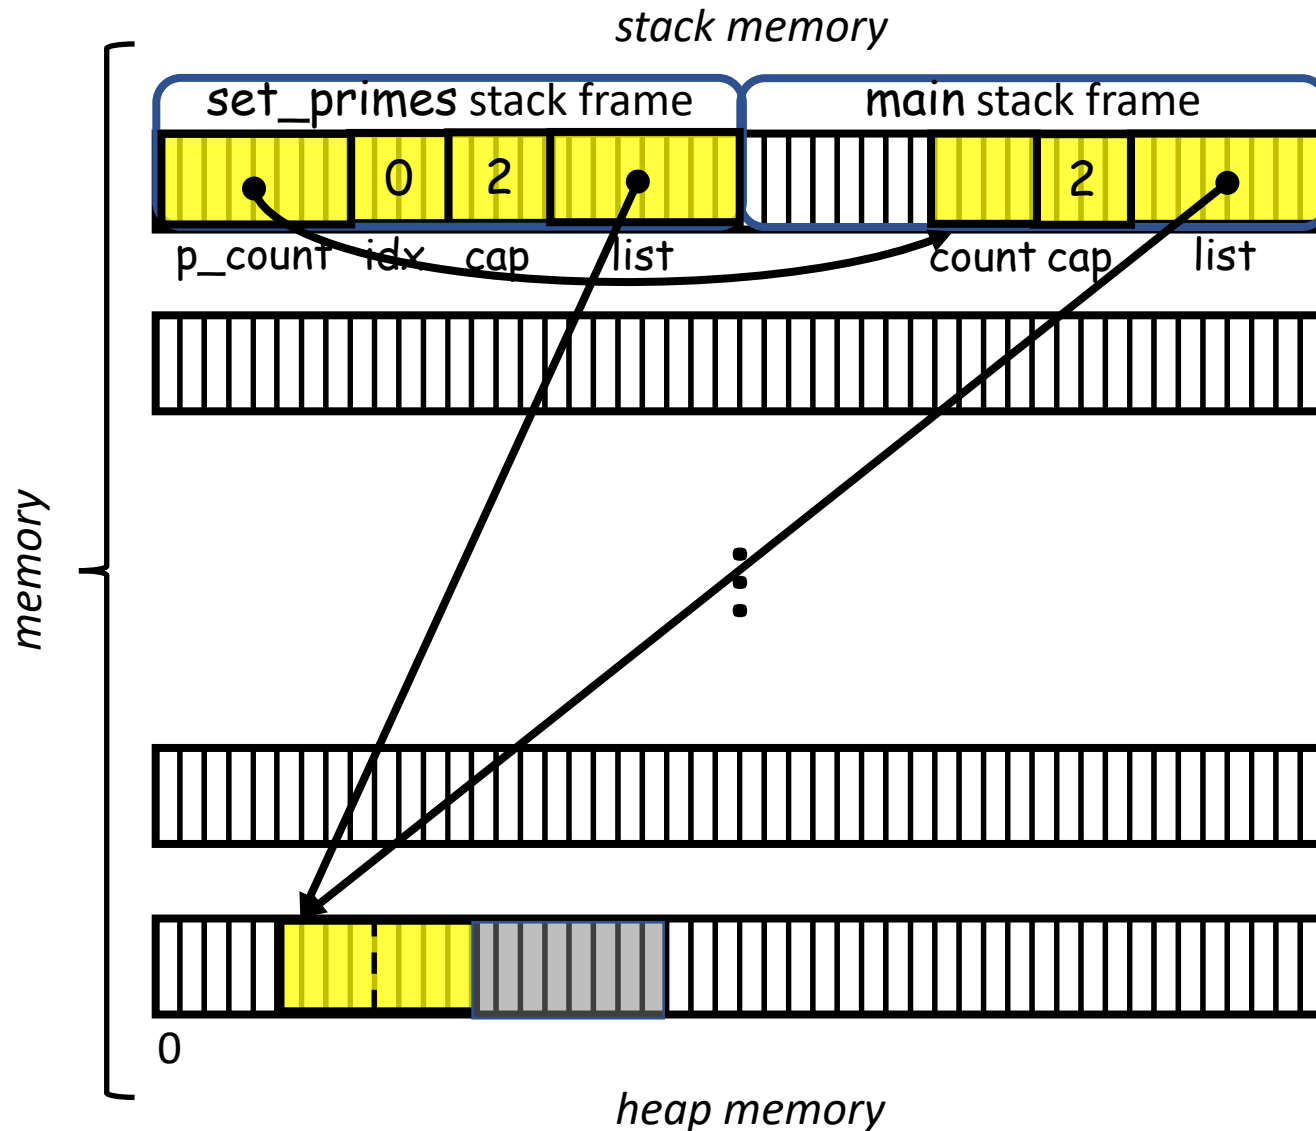 stack memory
set_primes stack frame
main stack frame
0 2 2
p_count idx cap list count cap list
memory
0
heap memory